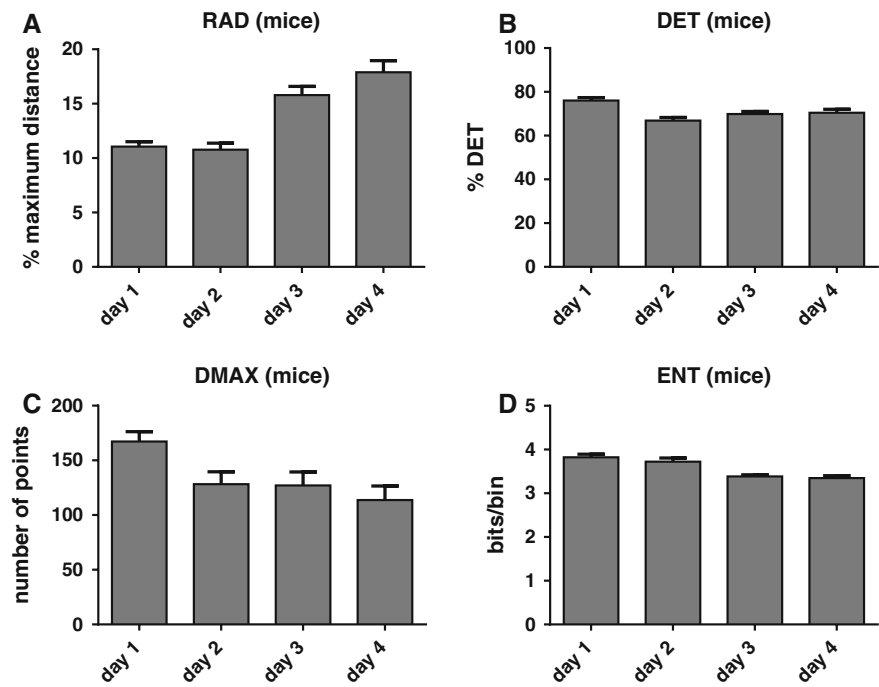 A
RAD (mice)
% maximum distance
20
15
10
5
0
day 1
day 2
day 3
day 4
B
DET (mice)
% DET
100
80
60
40
20
0
day 1
day 2
day 3
day 4
C
DMAX (mice)
number of points
200
150
100
50
0
day 1
day 2
day 3
day 4
D
ENT (mice)
bits/bin
5
4
3
2
1
0
day 1
day 2
day 3
day 4